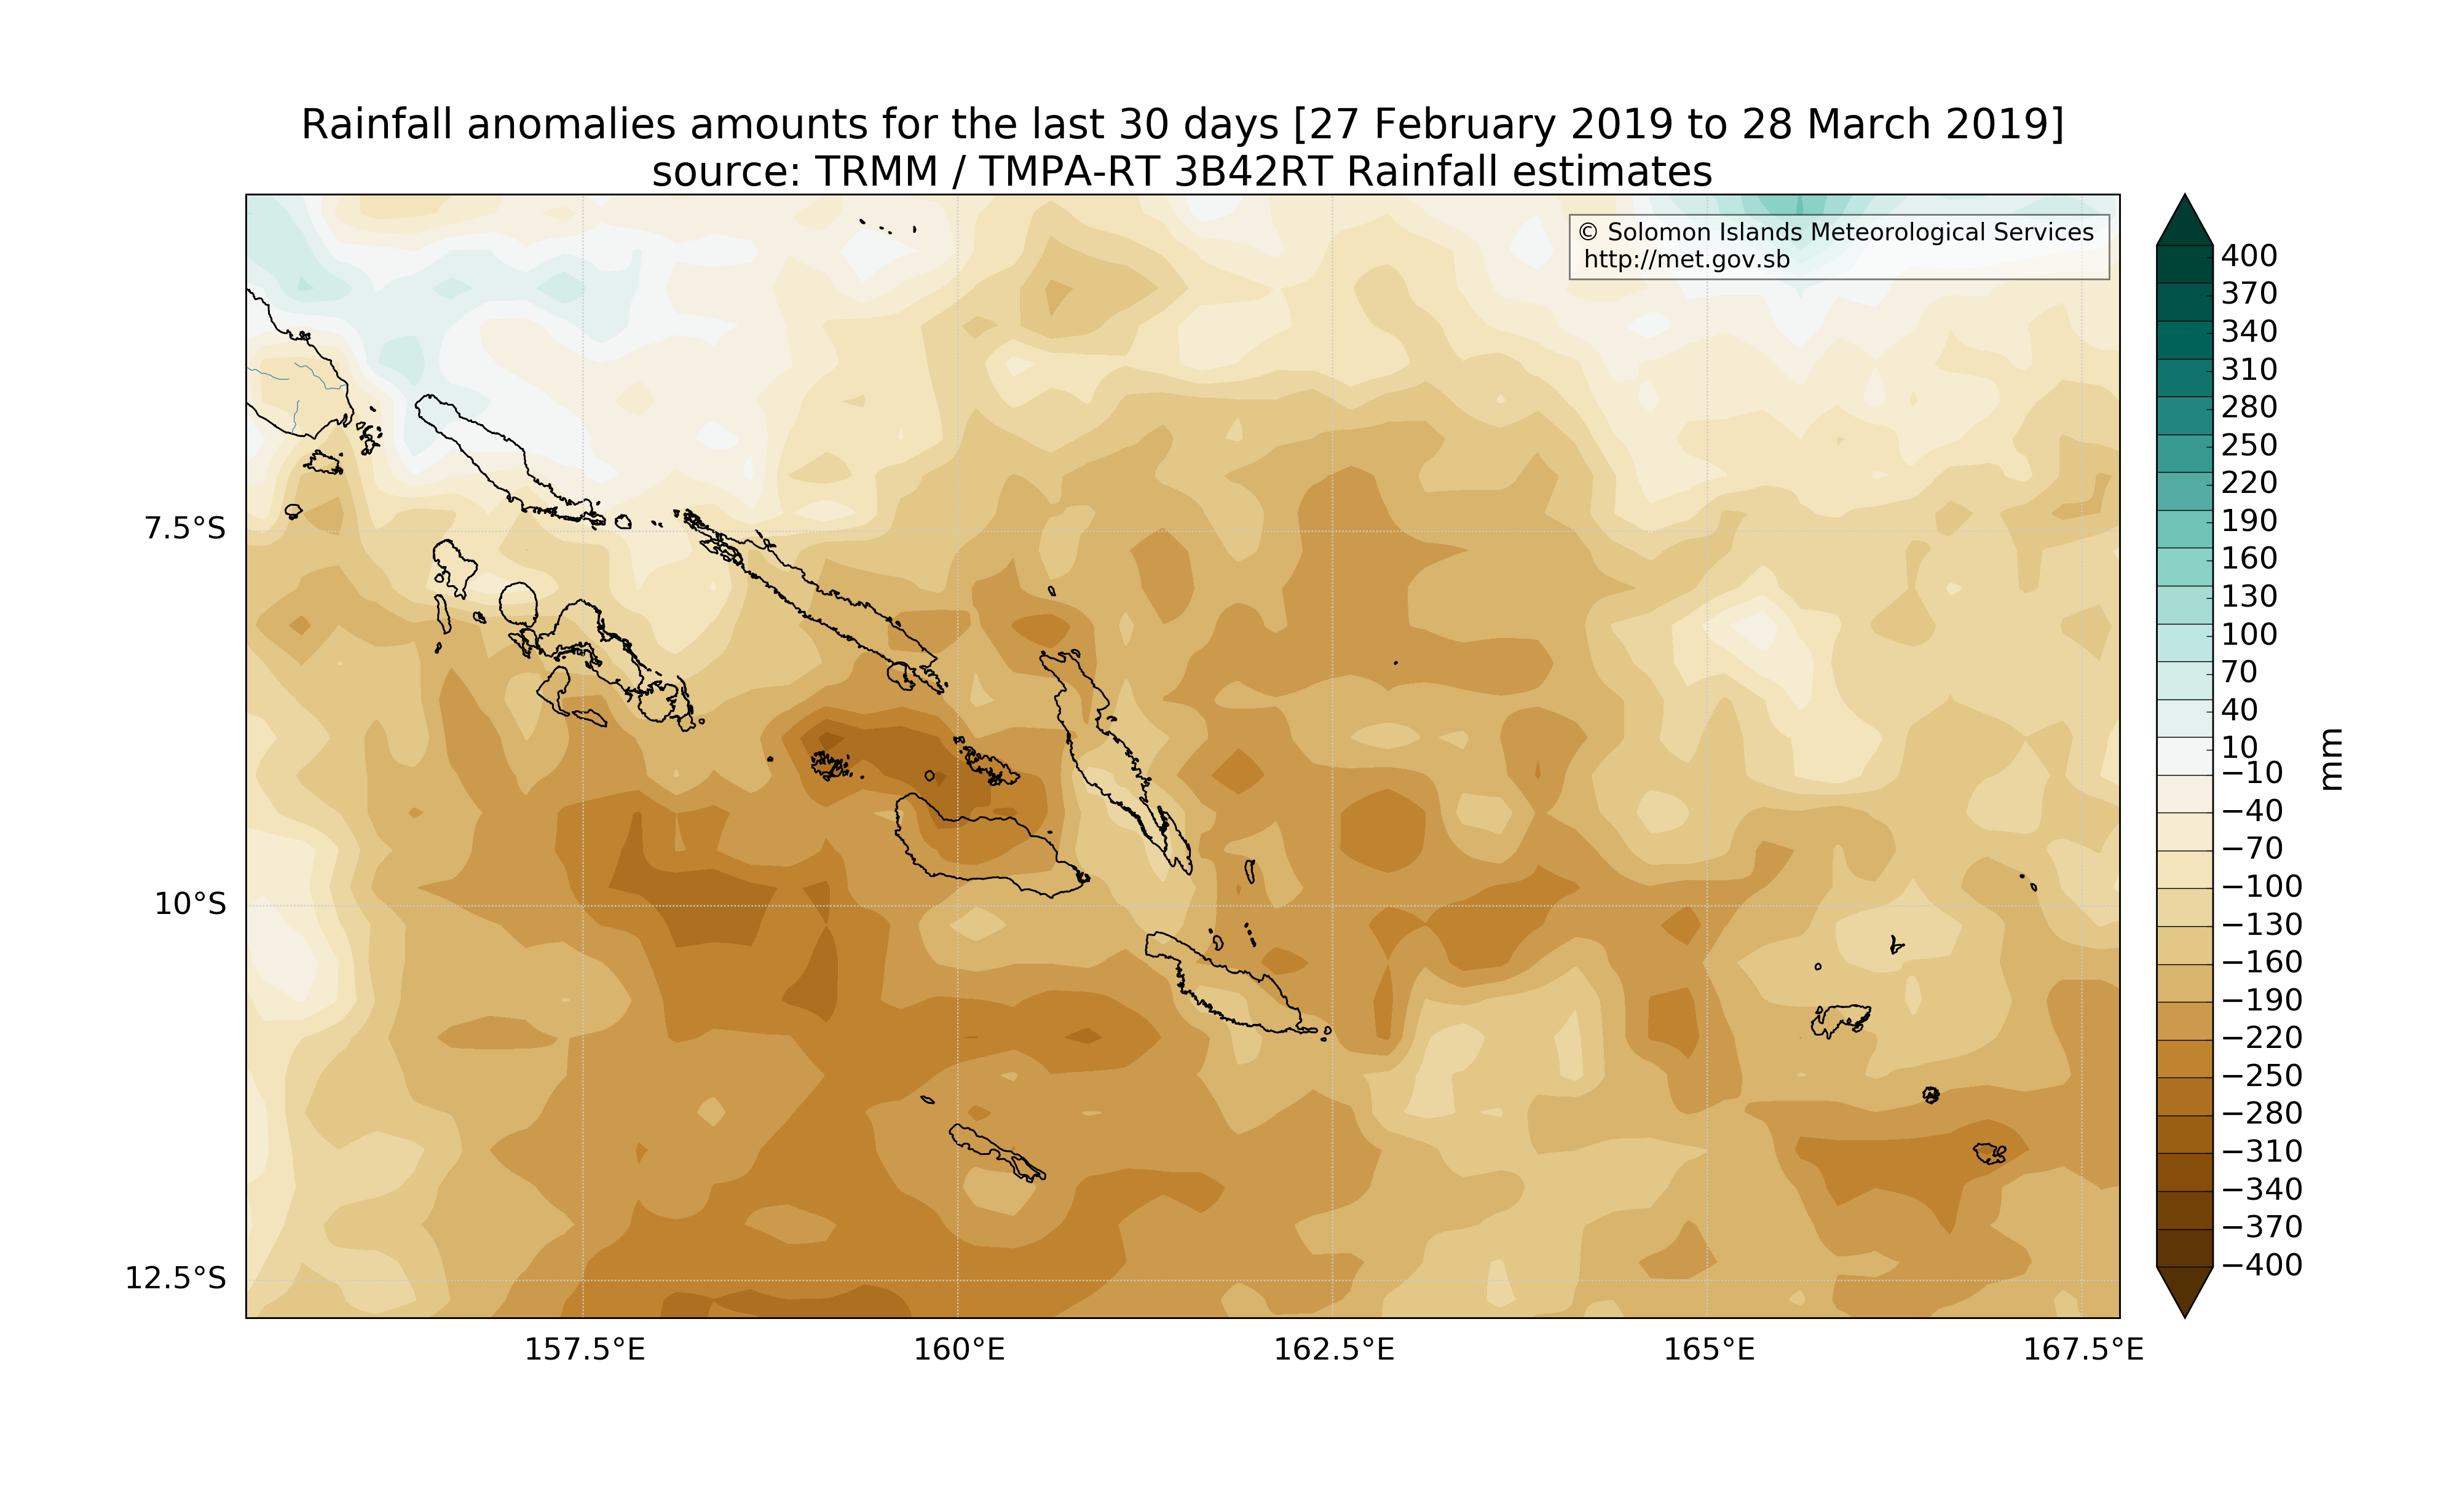 Rainfall anomalies amounts for the last 30 days [27 February 2019 to 28 March 2019]
source: TRMM / TMPA-RT 3B42RT Rainfall estimates
© Solomon Islands Meteorological Services
http://met.gov.sb
7.5°S
10°S
12.5°S
157.5°E
160°E
162.5°E
165°E
167.5°E
400
370
340
310
280
250
220
190
160
130
100
70
40
10
−10
−40
−70
−100
−130
−160
−190
−220
−250
−280
−310
−340
−370
−400
mm